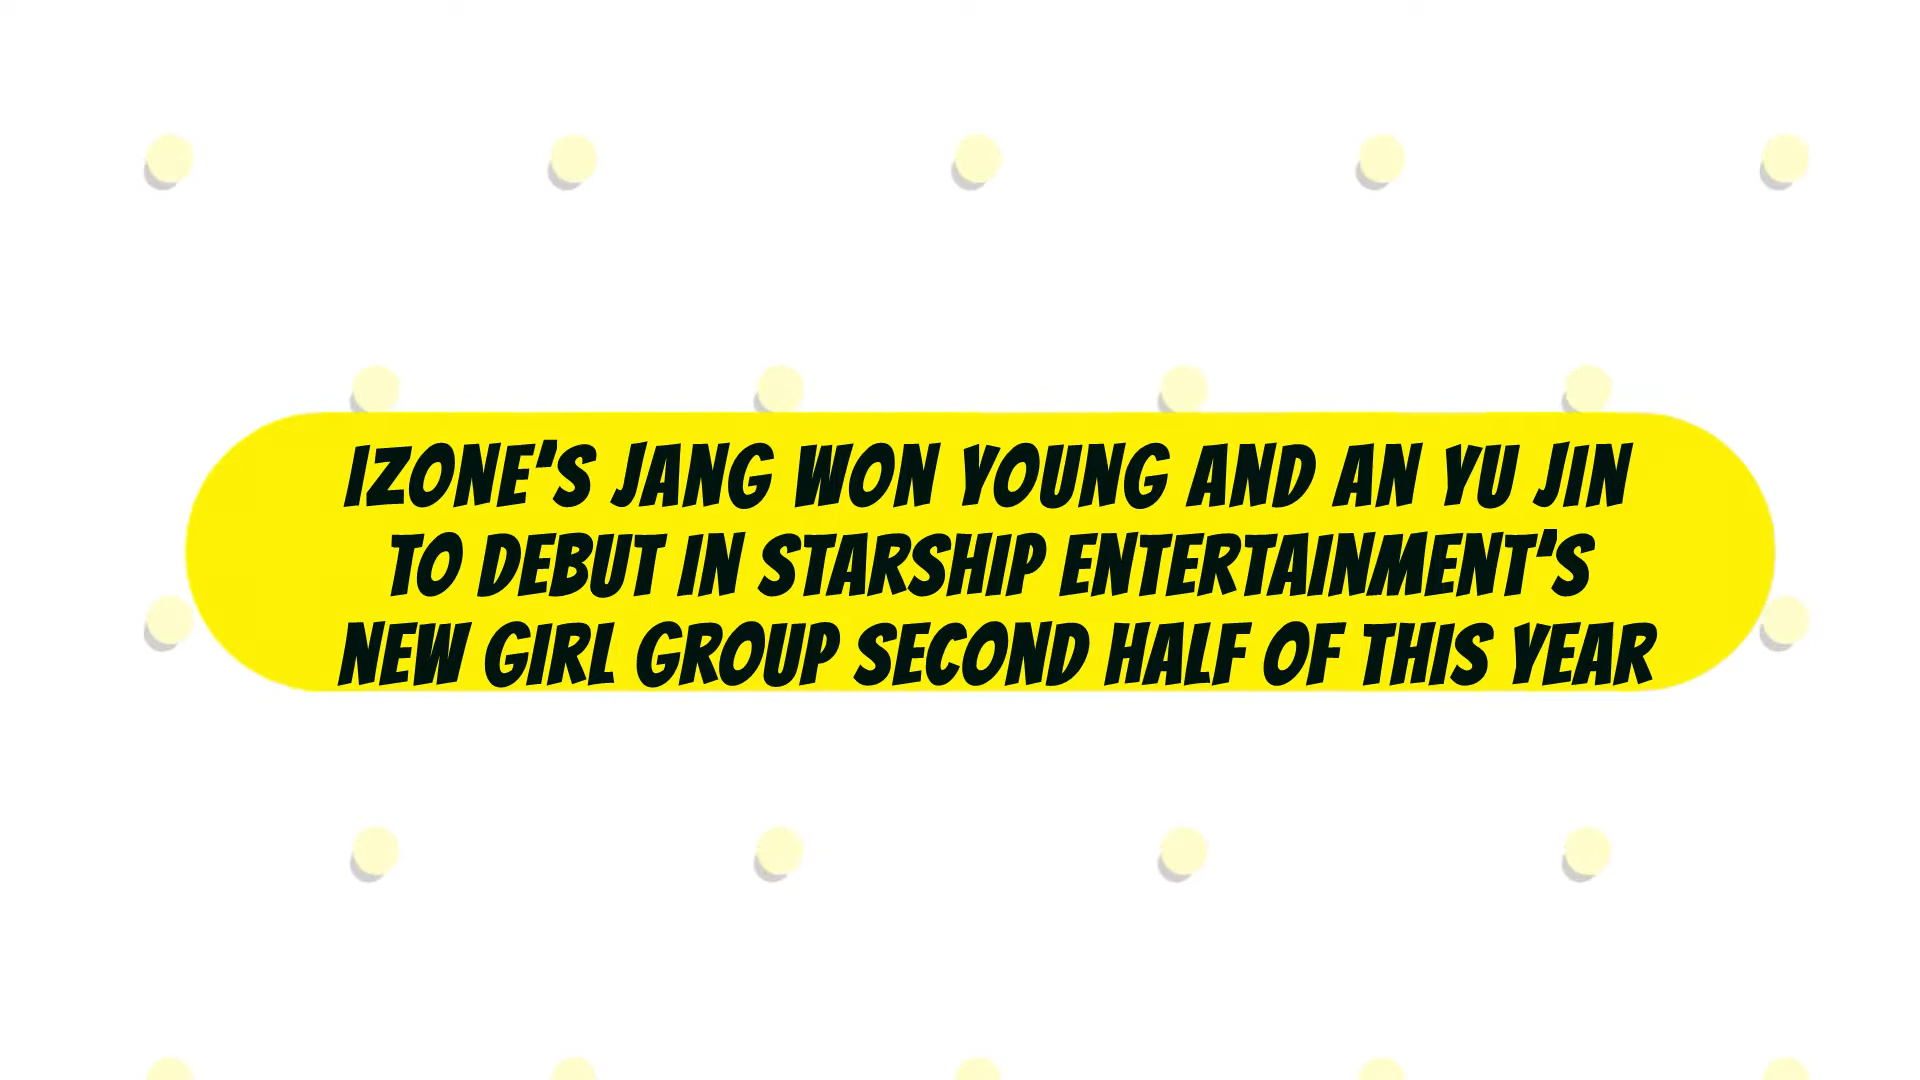 IZONE'S JANG WON YOUNG AND AN YU JIN
TO DEBUT IN STARSHIP ENTERTAINMENT'S
NEW GIRL GROUP SECOND HALF OF THIS YEAR